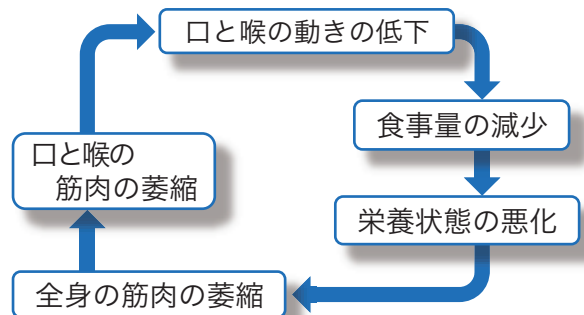 口と喉の動きの低下
食事量の減少
栄養状態の悪化
全身の筋肉の萎縮
口と喉の
筋肉の萎縮